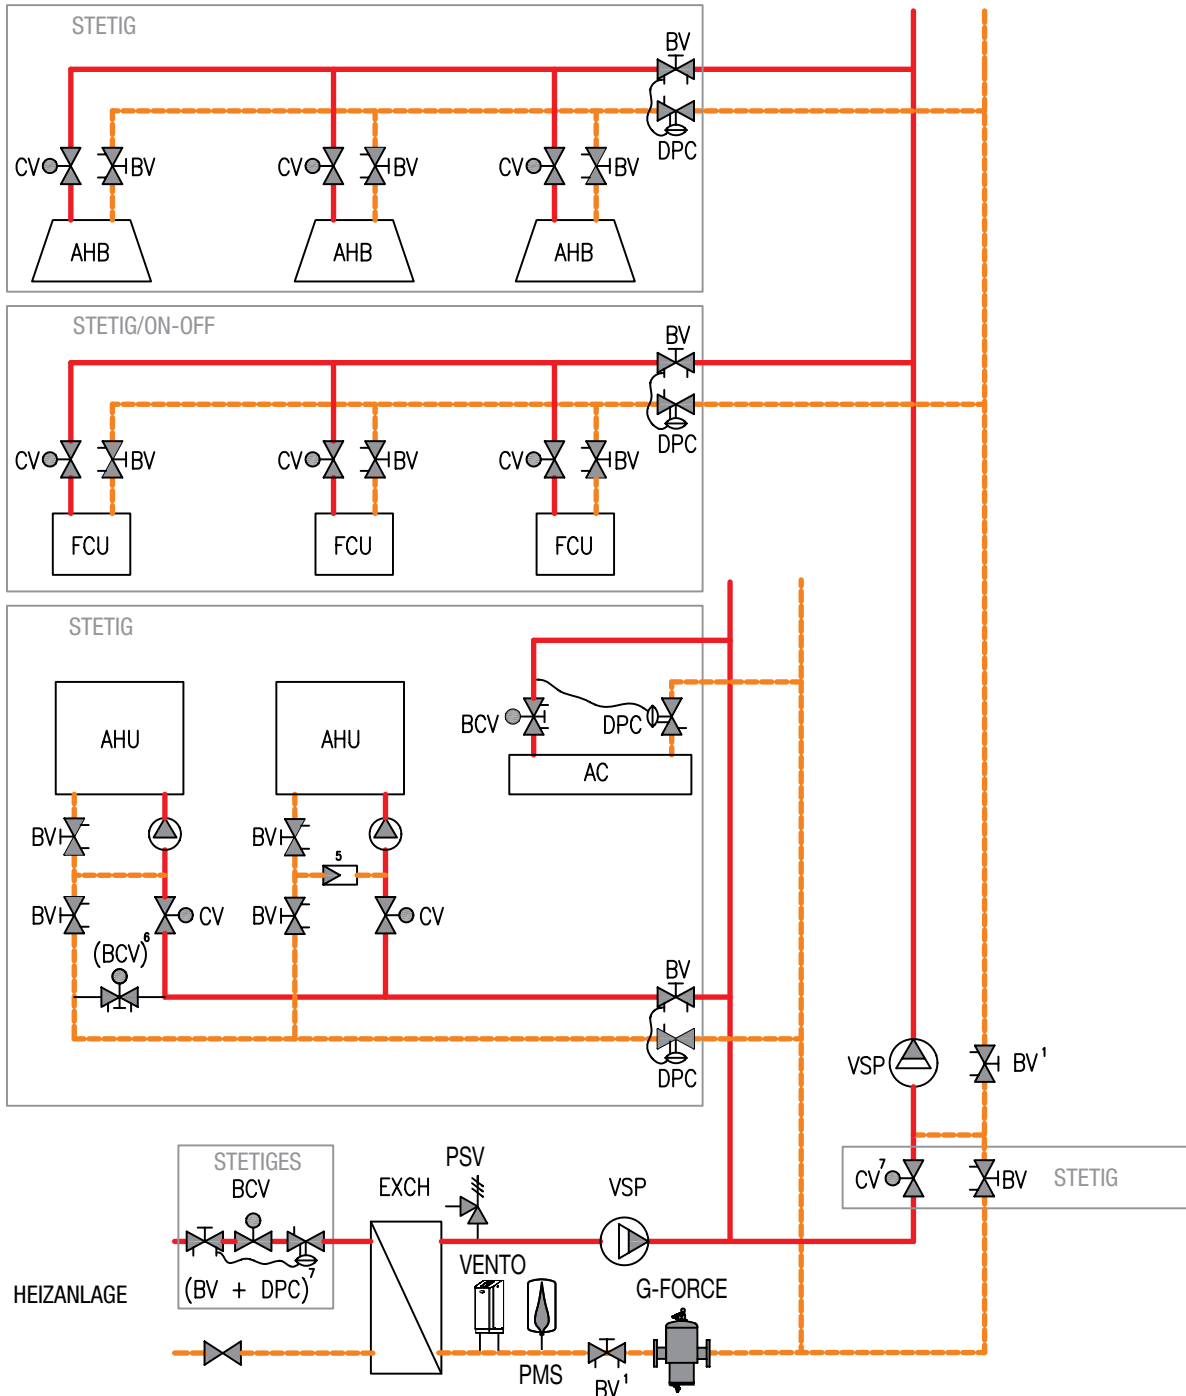 STETIG
BV
DPC
CV BV CV BV CV BV
AHB AHB AHB
STETIG/ON-OFF
BV
DPC
CV BV CV BV CV BV
FCU FCU FCU
STETIG
AHU AHU
BCV DPC
AC
BV BV
5
BV CV BV CV
(BCV)⁶
BV
DPC
VSP BV¹
STETIGES
BCV
PSV
EXCH
VSP
CV⁷ BV STETIG
(BV + DPC)⁷
VENTO
G-FORCE
HEIZANLAGE
PMS
BV¹